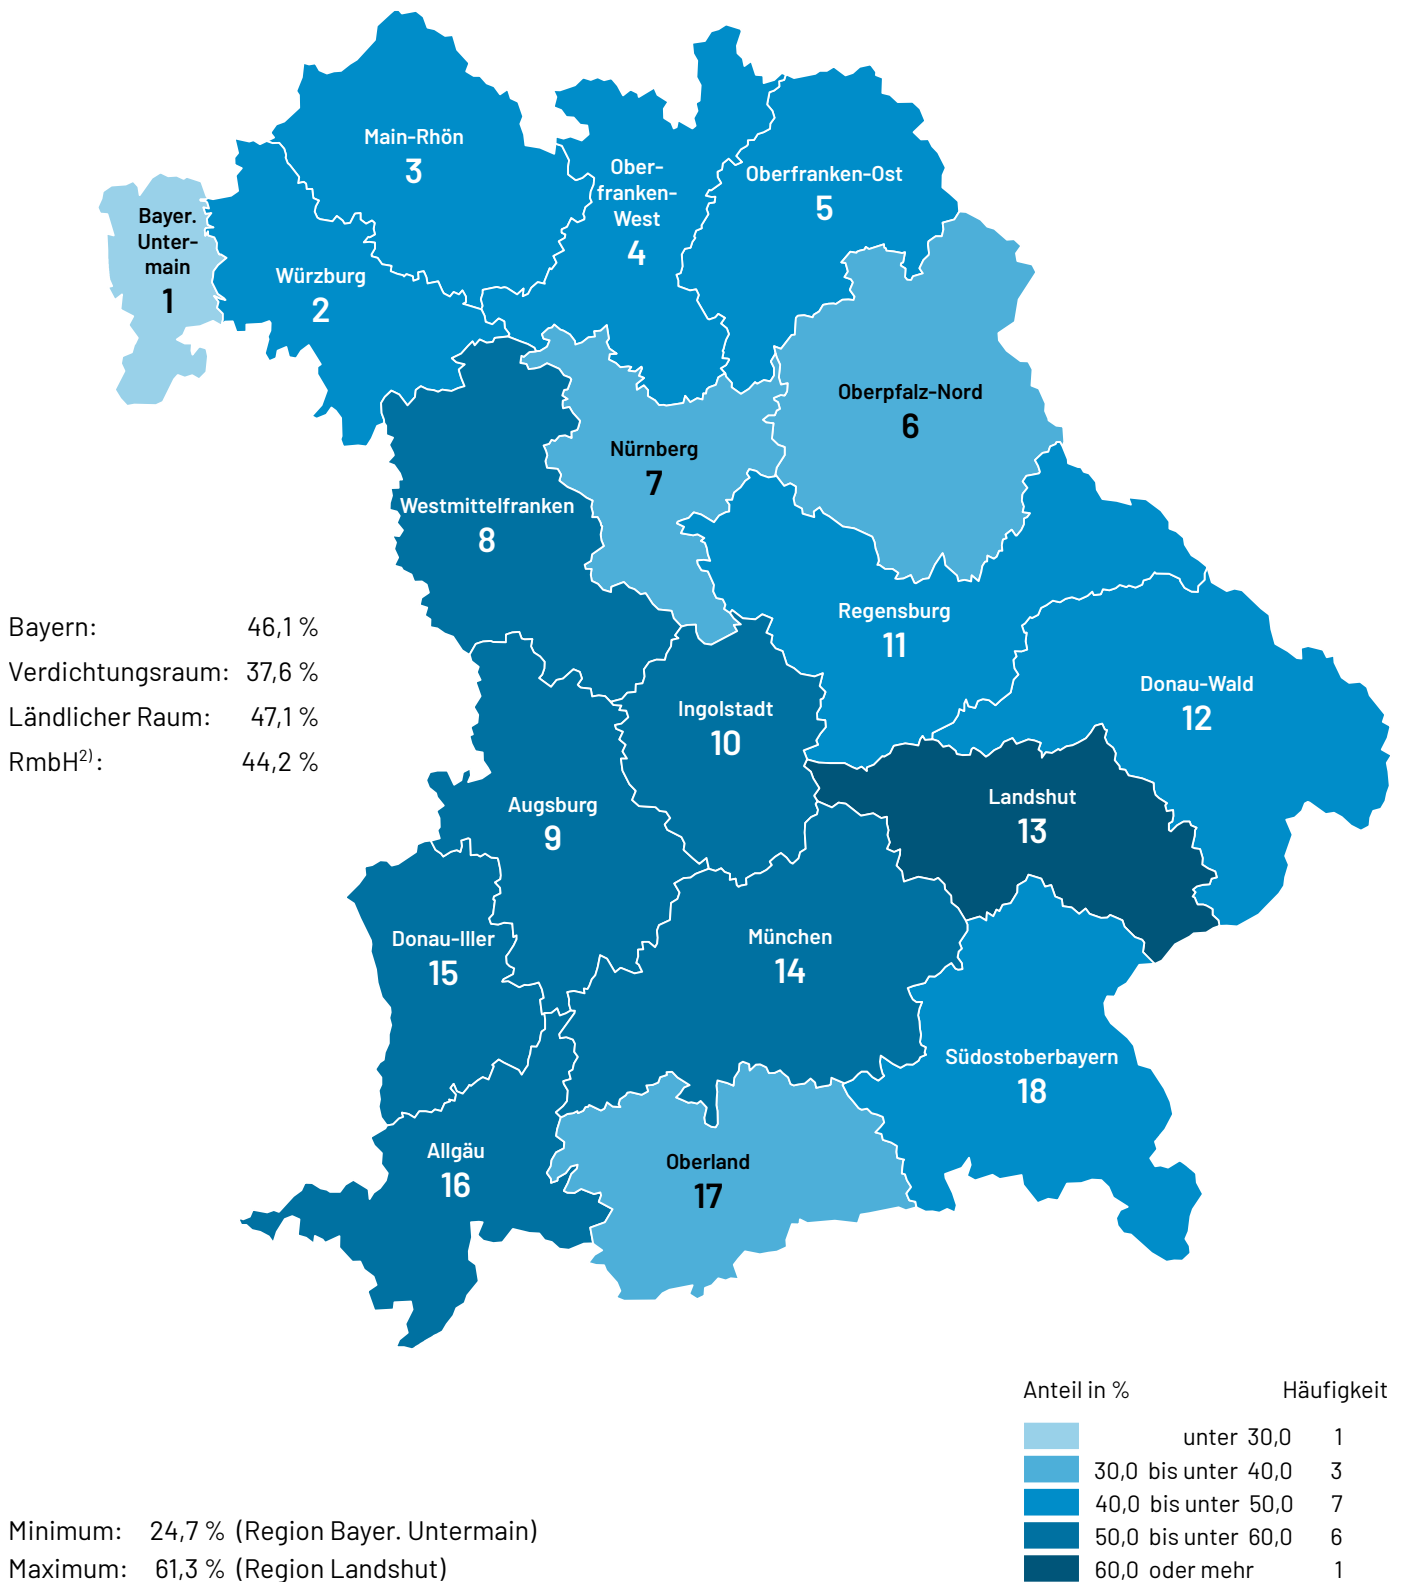 Main-Rhön
3
Ober-
franken-
West
4
Oberfranken-Ost
5
Bayer.
Unter-
main
1
Würzburg
2
Oberpfalz-Nord
6
Nürnberg
7
Westmittelfranken
8
Regensburg
11
Bayern: 46,1 %
Verdichtungsraum: 37,6 %
Ländlicher Raum: 47,1 %
RmbH2): 44,2 %
Donau-Wald
12
Ingolstadt
10
Landshut
13
Augsburg
9
Donau-Iller
15
München
14
Südostoberbayern
18
Allgäu
16
Oberland
17
Anteil in % Häufigkeit
unter 30,0 1
30,0 bis unter 40,0 3
40,0 bis unter 50,0 7
50,0 bis unter 60,0 6
60,0 oder mehr 1
Minimum: 24,7 % (Region Bayer. Untermain)
Maximum: 61,3 % (Region Landshut)